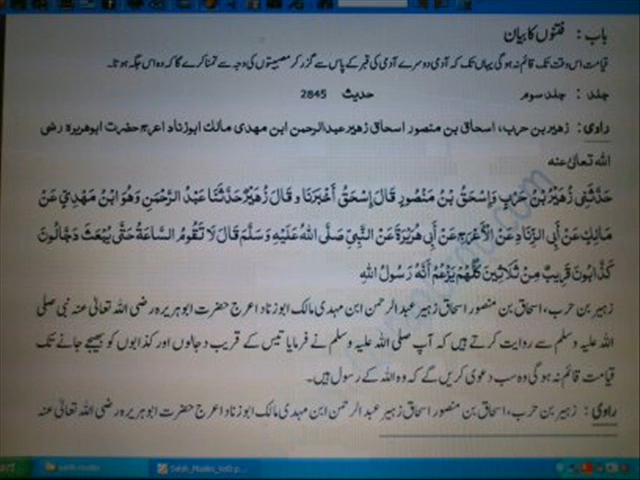 باب : فتنوں کا بیان
قیامت اس وقت تک قائم نہ ہوگی یہاں تک کہ آدمی دوسرے آدمی کی قبر کے پاس سے گزر کر مصیبتوں کی وجہ سے تمنا کرے گا کہ وہ اس جگہ ہوتا۔
جلد : جلد سوم حدیث 2845
راوی : زہیر بن حرب، اسحاق بن منصور اسحاق زہیر عبدالرحمن ابن مہدی مالک ابوزناد اعرج حضرت ابوہریرہ رضی
اللہ تعالیٰ عنہ
حَدَّثَنِي زُهَيْرُ بْنُ حَرْبٍ وَإِسْحَقُ بْنُ مَنْصُورٍ قَالَ إِسْحَقُ أَخْبَرَنَا و قَالَ زُهَيْرٌ حَدَّثَنَا عَبْدُ الرَّحْمَنِ وَهُوَ ابْنُ مَهْدِيٍّ عَنْ
مَالِكٍ عَنْ أَبِي الزِّنَادِ عَنْ الْأَعْرَجِ عَنْ أَبِي هُرَيْرَةَ عَنْ النَّبِيِّ صَلَّى اللَّهُ عَلَيْهِ وَسَلَّمَ قَالَ لَا تَقُومُ السَّاعَةُ حَتَّى يُبْعَثَ دَجَّالُونَ
كَذَّابُونَ قَرِيبٌ مِنْ ثَلَاثِينَ كُلُّهُمْ يَزْعُمُ أَنَّهُ رَسُولُ اللَّهِ
زہیر بن حرب، اسحاق بن منصور اسحاق زہیر عبدالرحمن ابن مہدی مالک ابوزناد اعرج حضرت ابوہریرہ رضی اللہ تعالیٰ عنہ نبی صلی
اللہ علیہ وسلم سے روایت کرتے ہیں کہ آپ صلی اللہ علیہ وسلم نے فرمایا تیس کے قریب دجالوں اور کذابوں کو بھیجے جانے تک
قیامت قائم نہ ہوگی وہ سب دعوی کریں گے کہ وہ اللہ کے رسول ہیں۔
راوی : زہیر بن حرب، اسحاق بن منصور اسحاق زہیر عبدالرحمن ابن مہدی مالک ابوزناد اعرج حضرت ابوہریرہ رضی اللہ تعالیٰ عنہ